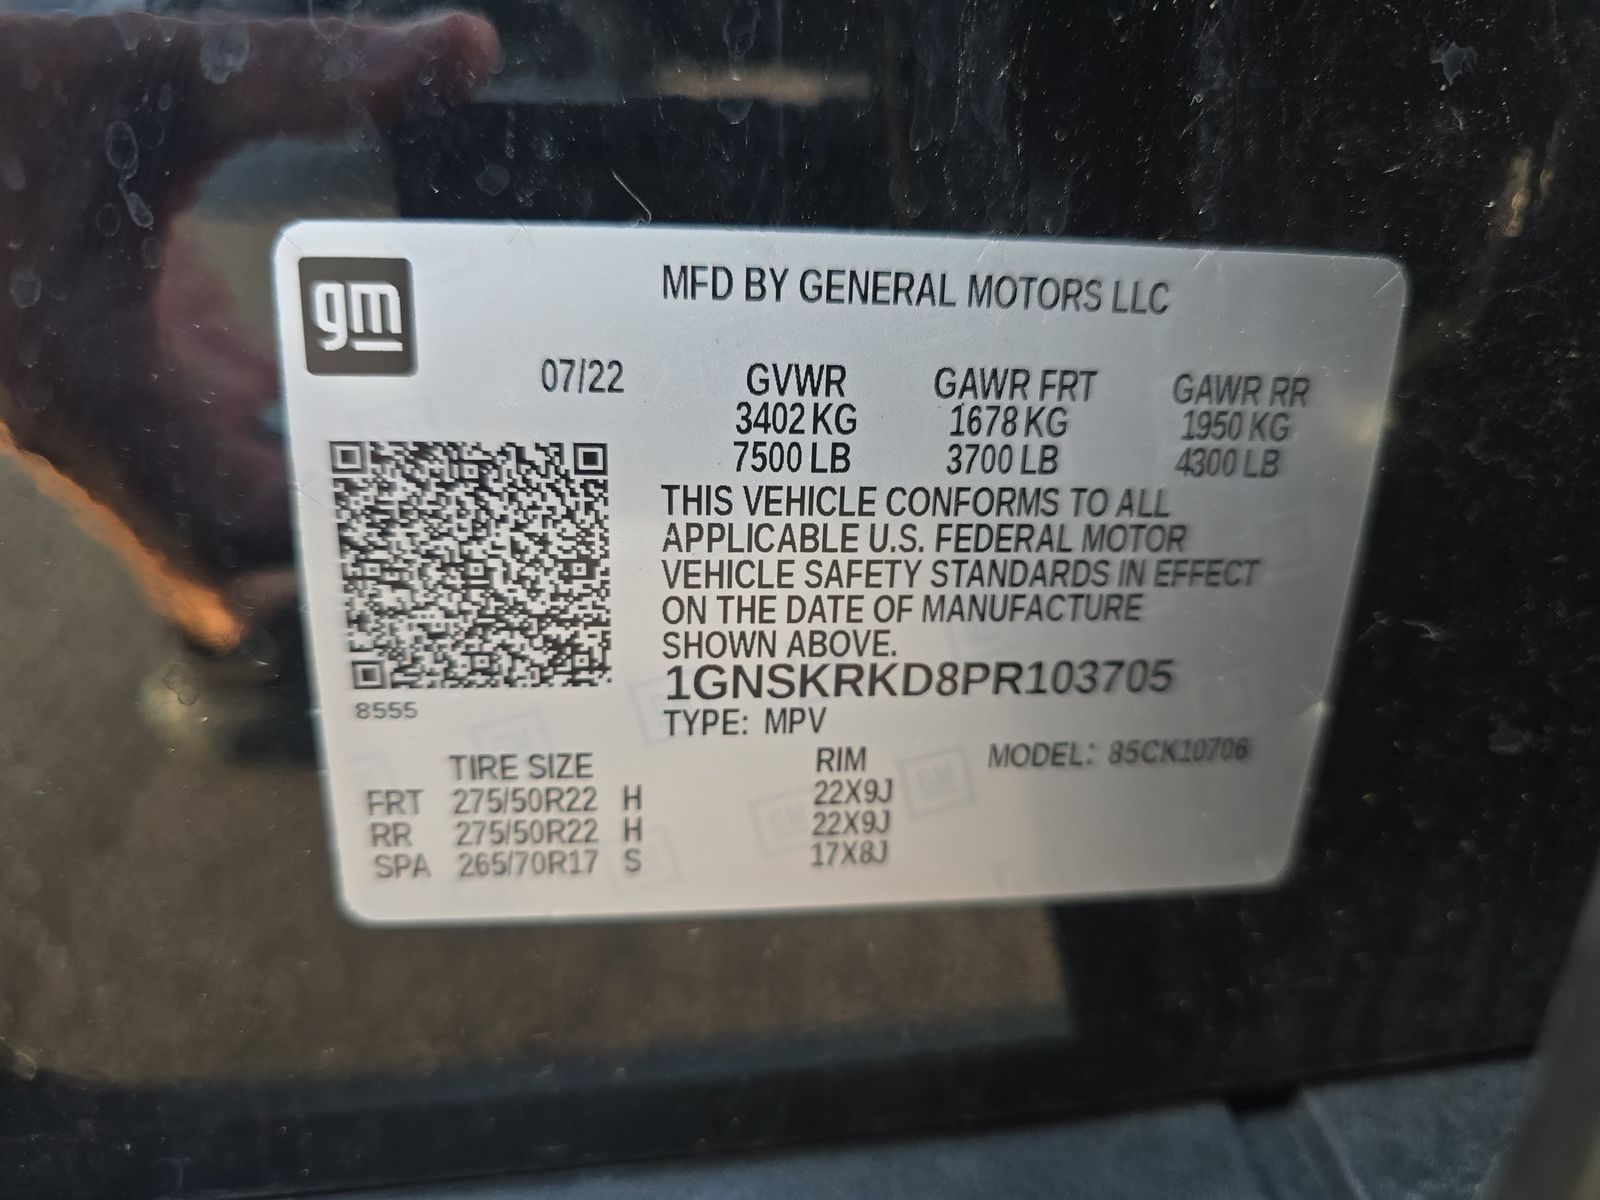 gm
MFD BY GENERAL MOTORS LLC
07/22 GVWR GAWR FRT GAWR RR
3402 KG 1678 KG 1950 KG
7500 LB 3700 LB 4300 LB
THIS VEHICLE CONFORMS TO ALL
APPLICABLE U.S. FEDERAL MOTOR
VEHICLE SAFETY STANDARDS IN EFFECT
ON THE DATE OF MANUFACTURE
SHOWN ABOVE.
1GNSKRKD8PR103705
8555
TYPE: MPV
MODEL: 85CK10706
TIRE SIZE RIM
FRT 275/50R22 H 22X9J
RR 275/50R22 H 22X9J
SPA 265/70R17 S 17X8J
GM
GM
GM